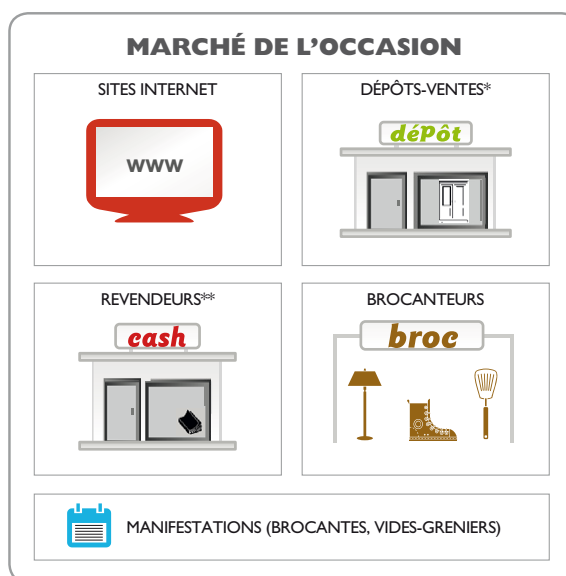 MARCHÉ DE L’OCCASION
SITES INTERNET
www
DÉPÔTS-VENTES*
déPôt
REVENDEURS**
cash
BROCANTEURS
broc
MANIFESTATIONS (BROCANTES, VIDES-GRENIERS)